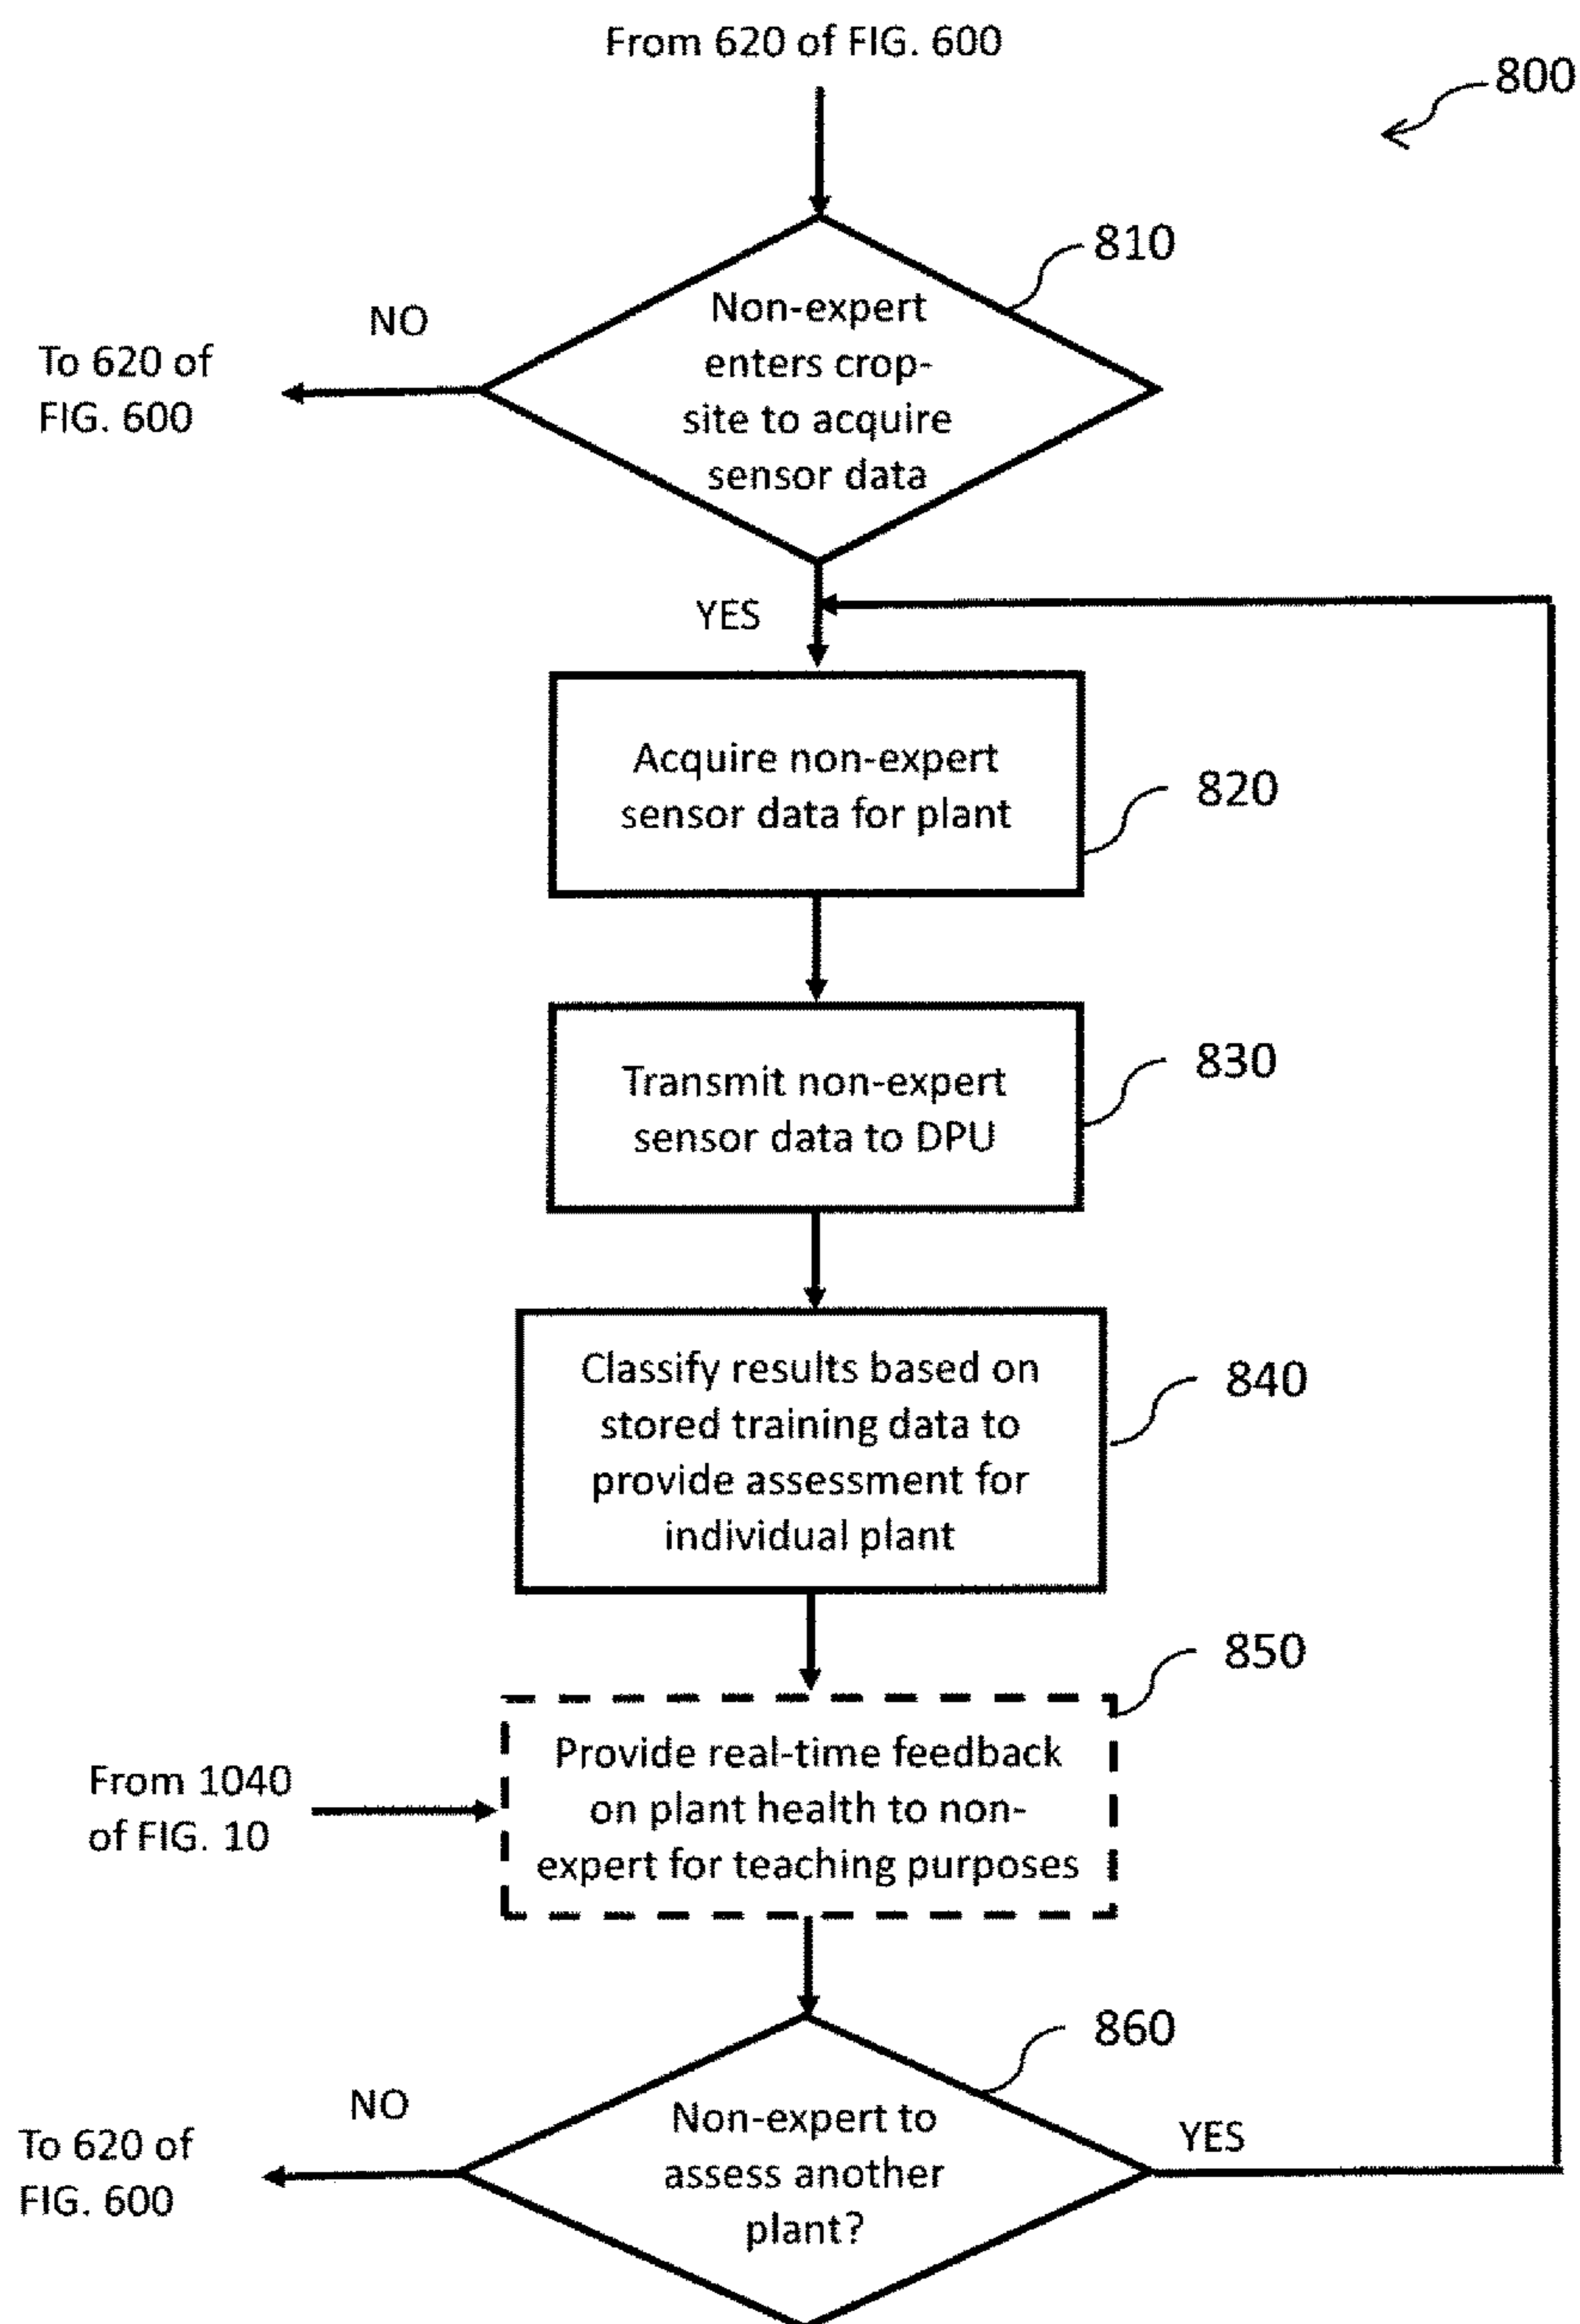 From 620 of FIG. 600
800
810
Non-expert
enters crop-
site to acquire
sensor data
NO
To 620 of
FIG. 600
YES
Acquire non-expert
sensor data for plant
820
Transmit non-expert
sensor data to DPU
830
Classify results based on
stored training data to
provide assessment for
individual plant
840
850
Provide real-time feedback
on plant health to non-
expert for teaching purposes
From 1040
of FIG. 10
860
Non-expert to
assess another
plant?
NO
To 620 of
FIG. 600
YES